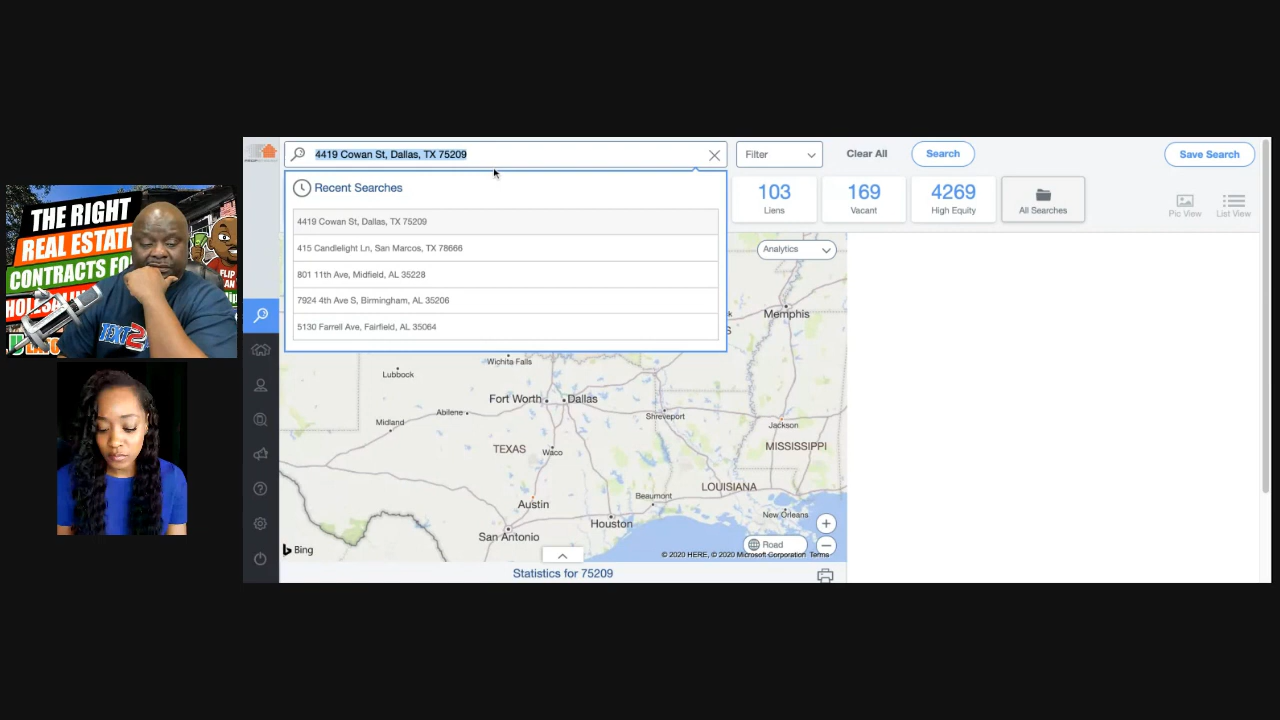 THE RIGHT
REAL ESTATE
CONTRACTS FO
FLIP
AN
4419 Cowan St, Dallas, TX 75209
Filter
Clear All
Search
Save Search
Recent Searches
4419 Cowan St, Dallas, TX 75209
415 Candlelight Ln, San Marcos, TX 78666
801 11th Ave, Midfield, AL 35228
7924 4th Ave S, Birmingham, AL 35206
5130 Farrell Ave, Fairfield, AL 35064
103
Liens
169
Vacant
4269
High Equity
All Searches
Pic View
List View
Analytics
Memphis
Wichita Falls
Lubbock
Fort Worth
Dallas
Abilene
Midland
Shreveport
Jackson
MISSISSIPPI
TEXAS
Waco
LOUISIANA
Beaumont
Austin
New Orleans
Houston
San Antonio
Road
Bing
© 2020 HERE, © 2020 Microsoft Corporation Terms
Statistics for 75209